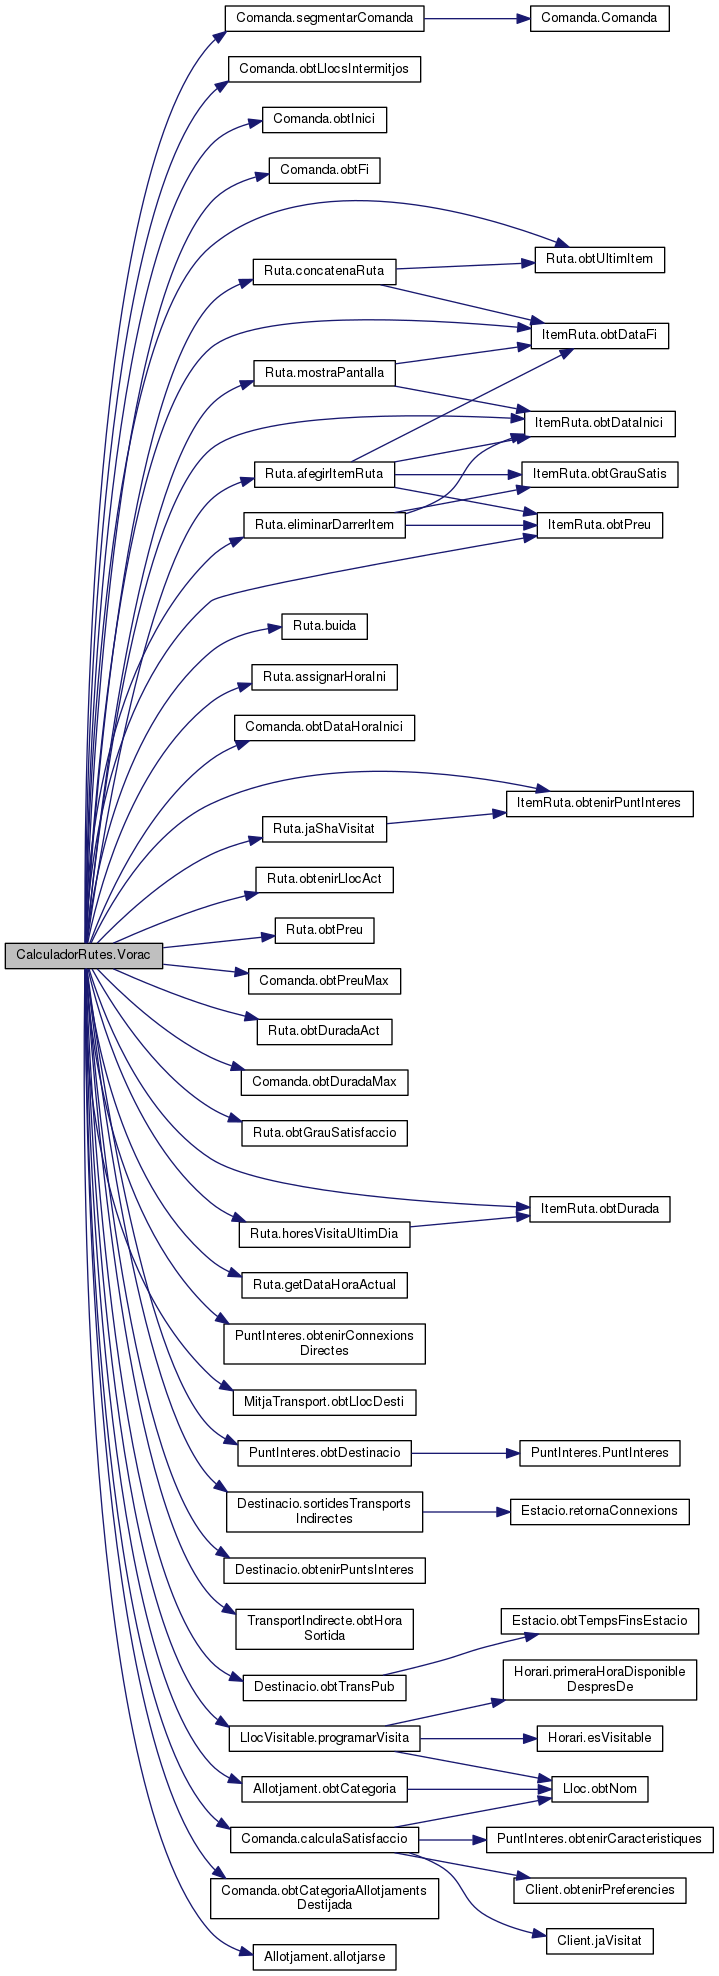 Comanda.segmentarComanda
Comanda.Comanda
Comanda.obtLlocsIntermitjos
Comanda.obtInici
Comanda.obtFi
Ruta.obtUltimItem
Ruta.concatenaRuta
ItemRuta.obtDataFi
Ruta.mostraPantalla
ItemRuta.obtDataInici
Ruta.afegirItemRuta
ItemRuta.obtGrauSatis
Ruta.eliminarDarrerItem
ItemRuta.obtPreu
Ruta.buida
Ruta.assignarHoraIni
Comanda.obtDataHoraInici
ItemRuta.obtenirPuntInteres
Ruta.jaShaVisitat
Ruta.obtenirLlocAct
Ruta.obtPreu
CalculadorRutes.Vorac
Comanda.obtPreuMax
Ruta.obtDuradaAct
Comanda.obtDuradaMax
Ruta.obtGrauSatisfaccio
ItemRuta.obtDurada
Ruta.horesVisitaUltimDia
Ruta.getDataHoraActual
PuntInteres.obtenirConnexions
Directes
MitjaTransport.obtLlocDesti
PuntInteres.obtDestinacio
PuntInteres.PuntInteres
Destinacio.sortidesTransports
Indirectes
Estacio.retornaConnexions
Destinacio.obtenirPuntsInteres
TransportIndirecte.obtHora
Sortida
Estacio.obtTempsFinsEstacio
Destinacio.obtTransPub
Horari.primeraHoraDisponible
DespresDe
LlocVisitable.programarVisita
Horari.esVisitable
Allotjament.obtCategoria
Lloc.obtNom
Comanda.calculaSatisfaccio
PuntInteres.obtenirCaracteristiques
Comanda.obtCategoriaAllotjaments
Destijada
Client.obtenirPreferencies
Client.jaVisitat
Allotjament.allotjarse